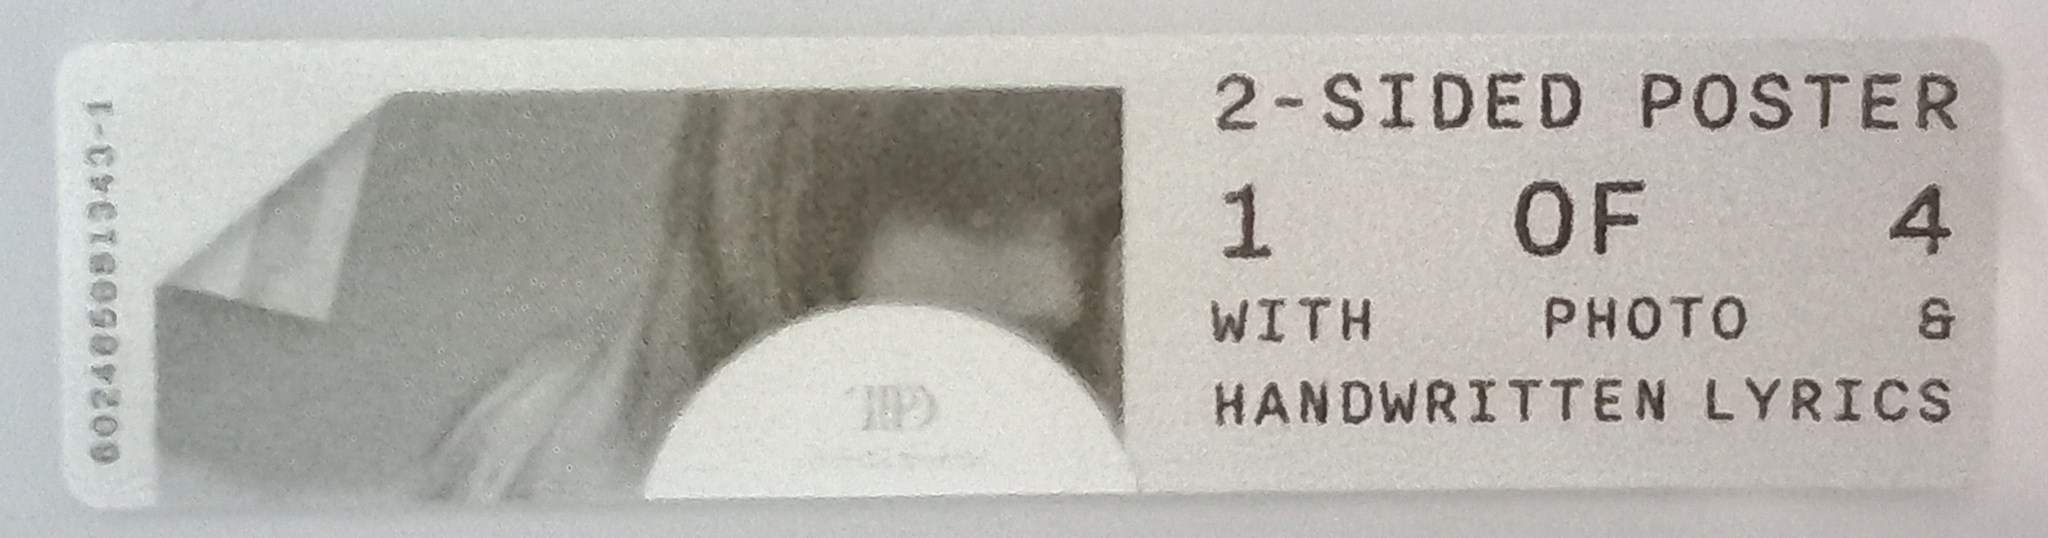 2-SIDED POSTER
1 OF 4
WITH PHOTO &
HANDWRITTEN LYRICS